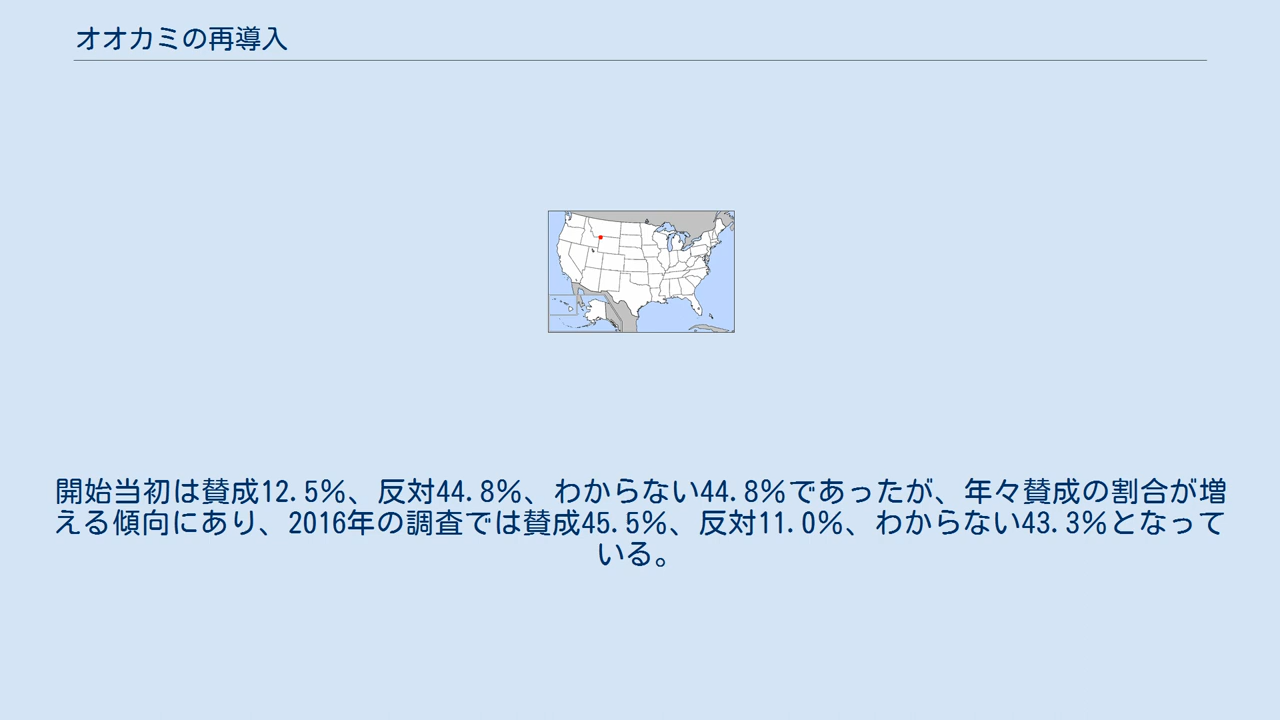 オオカミの再導入
開始当初は賛成12.5%、反対44.8%、わからない44.8%であったが、年々賛成の割合が増
える傾向にあり、2016年の調査では賛成45.5%、反対11.0%、わからない43.3%となって
いる。